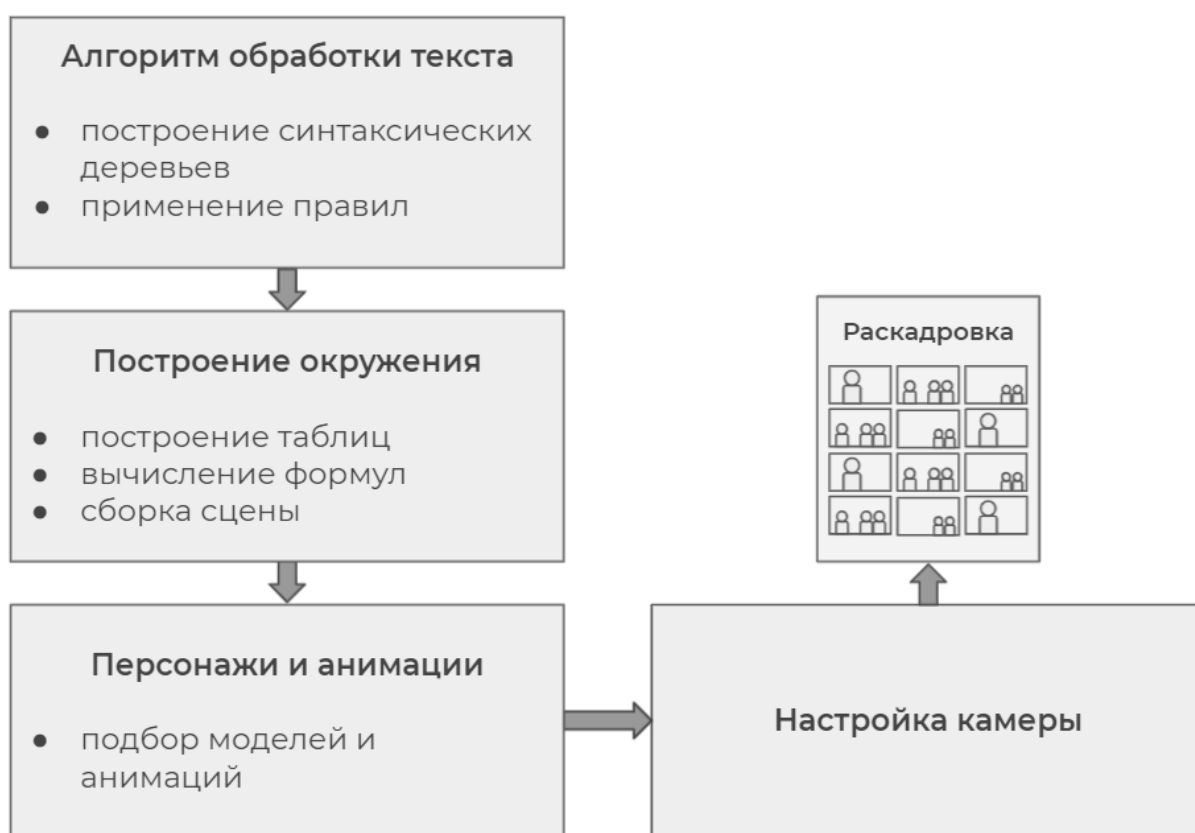 Алгоритм обработки текста
● построение синтаксических
деревьев
● применение правил
Построение окружения
● построение таблиц
● вычисление формул
● сборка сцены
Персонажи и анимации
● подбор моделей и
анимаций
Настройка камеры
Раскадровка